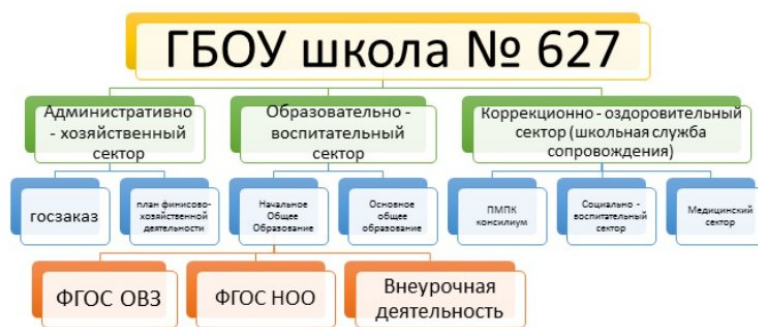 ГБОУ школа № 627
Административно
- хозяйственный
сектор
Образовательно -
воспитательный
сектор
Коррекционно - оздоровительный
сектор (школьная служба
сопровождения)
госзаказ
план финисово-
хозяйственной
деятельности
Начальное
Общее
Образование
Основное
общее
образование
ПМПК
консилиум
Социально -
воспитательный
сектор
Медицинский
сектор
ФГОС ОВЗ
ФГОС НОО
Внеурочная
деятельность